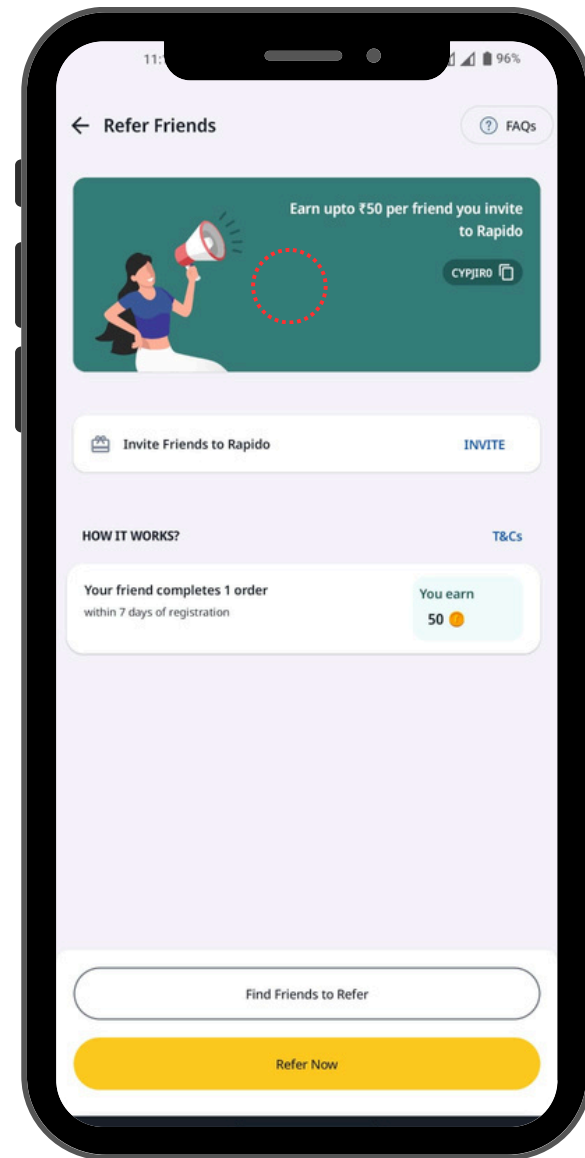 11:
96%
Refer Friends
FAQs
Earn upto ₹50 per friend you invite
to Rapido
CYPJIR0
Invite Friends to Rapido
INVITE
HOW IT WORKS?
T&Cs
Your friend completes 1 order
within 7 days of registration
You earn
50
Find Friends to Refer
Refer Now